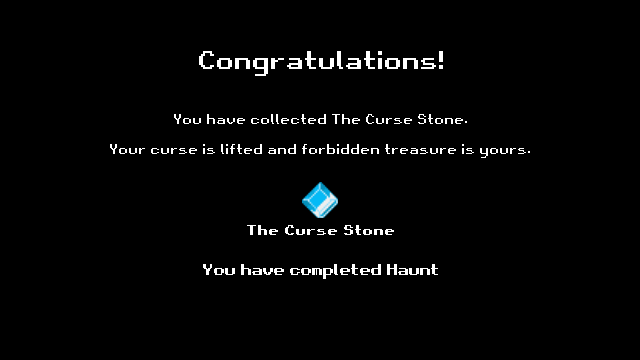 Congratulations!
You have collected The Curse Stone.
Your curse is lifted and forbidden treasure is yours.
The Curse Stone
You have completed Haunt